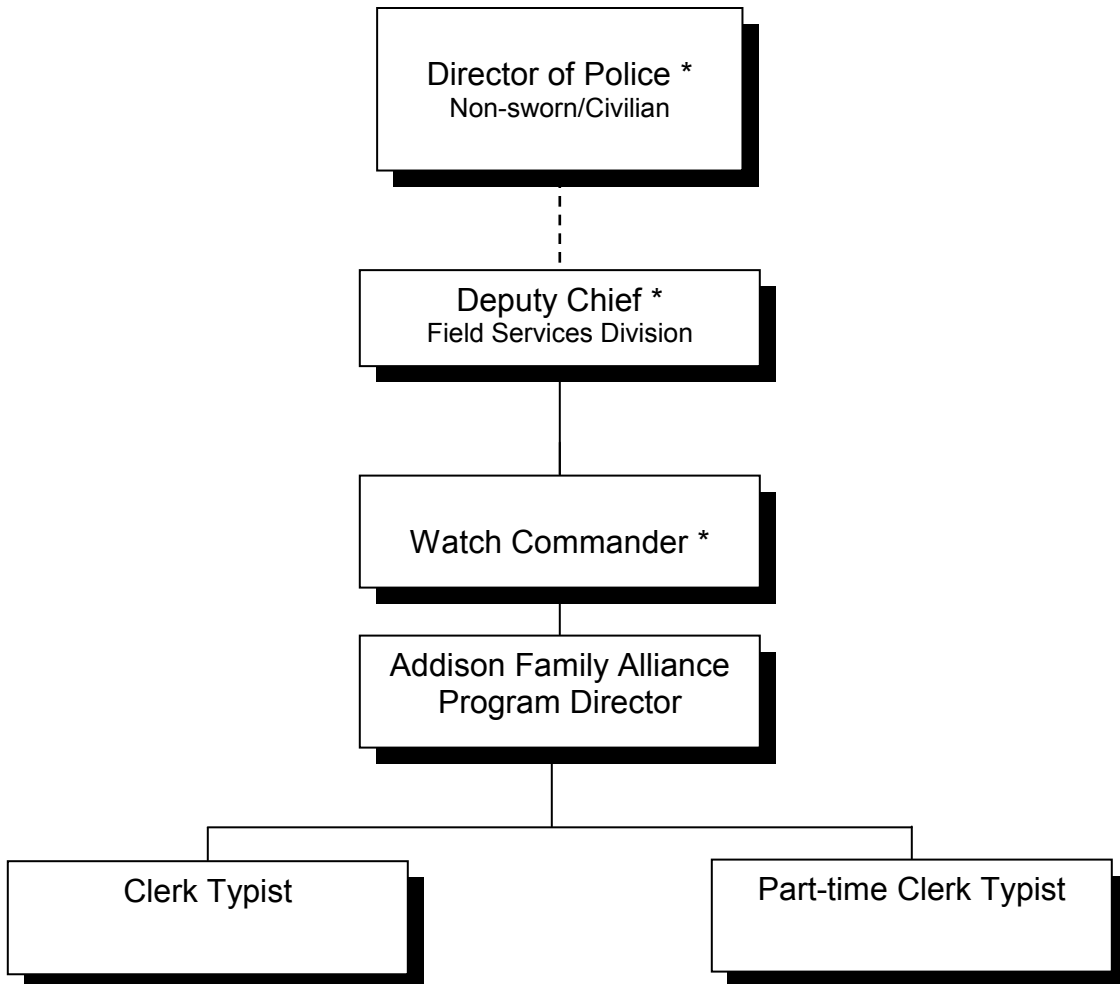 Director of Police *
Non-sworn/Civilian
Deputy Chief *
Field Services Division
Watch Commander *
Addison Family Alliance
Program Director
Clerk Typist
Part-time Clerk Typist